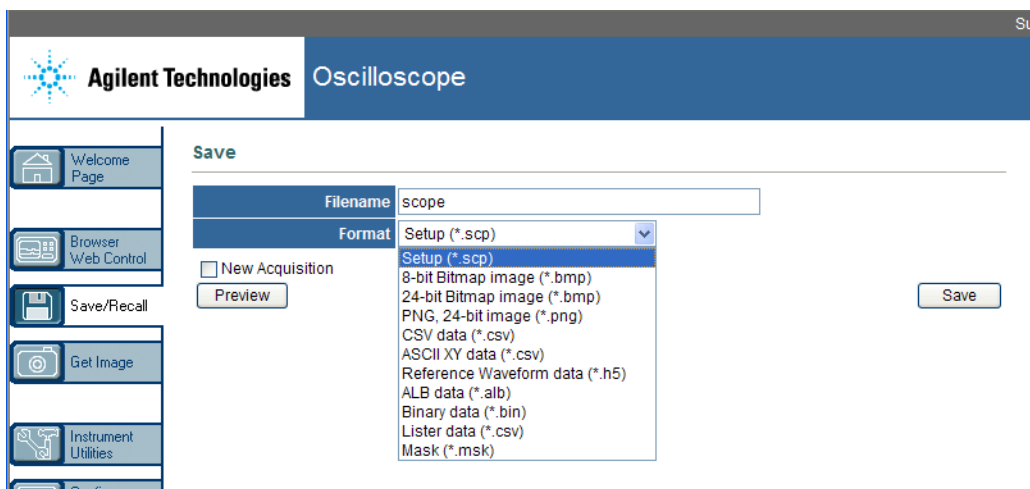 Su
Agilent Technologies
Oscilloscope
Welcome
Page
Browser
Web Control
Save/Recall
Get Image
Instrument
Utilities
Save
Filename scope
Format Setup (*.scp)
Setup (*.scp)
8-bit Bitmap image (*.bmp)
24-bit Bitmap image (*.bmp)
PNG, 24-bit image (*.png)
CSV data (*.csv)
ASCII XY data (*.csv)
Reference Waveform data (*.h5)
ALB data (*.alb)
Binary data (*.bin)
Lister data (*.csv)
Mask (*.msk)
New Acquisition
Preview
Save